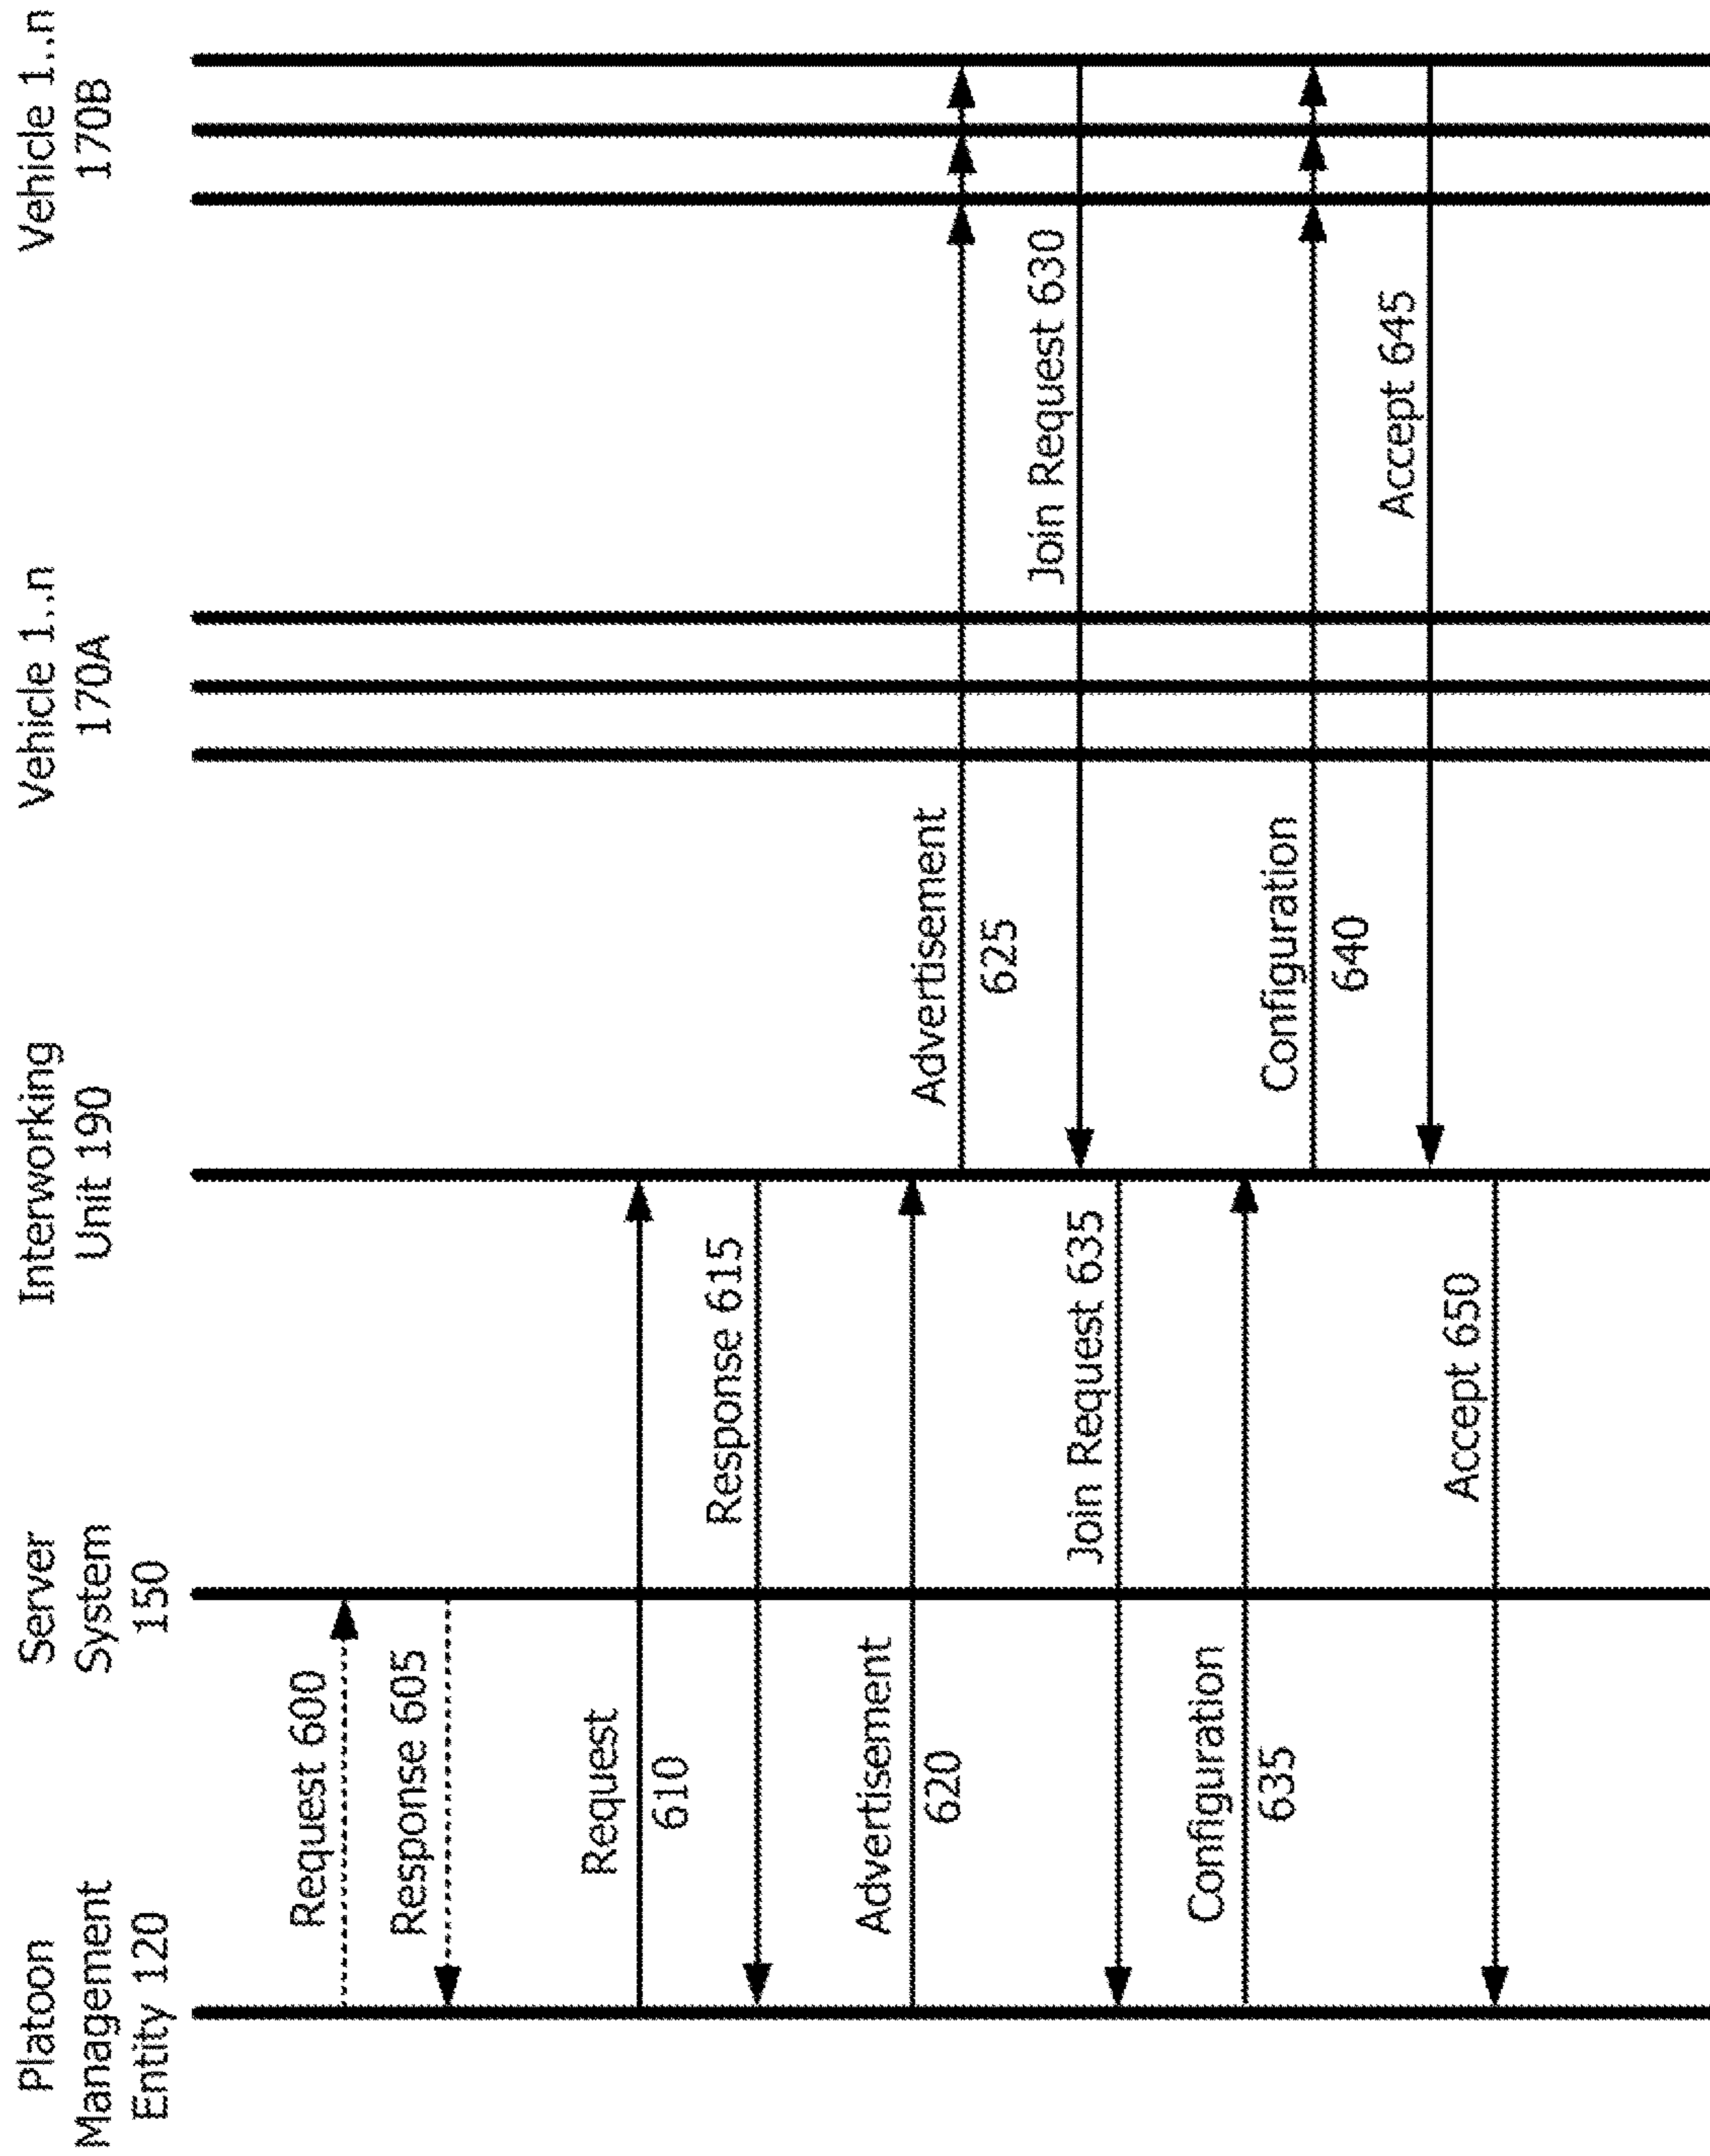 Platoon
Management
Entity 120
Server
System
150
Interworking
Unit 190
Vehicle 1..n
170A
Vehicle 1..n
170B
Request 600
Response 605
Request
610
Response 615
Advertisement
620
Advertisement
625
Join Request 630
Join Request 635
Configuration
635
Configuration
640
Accept 645
Accept 650